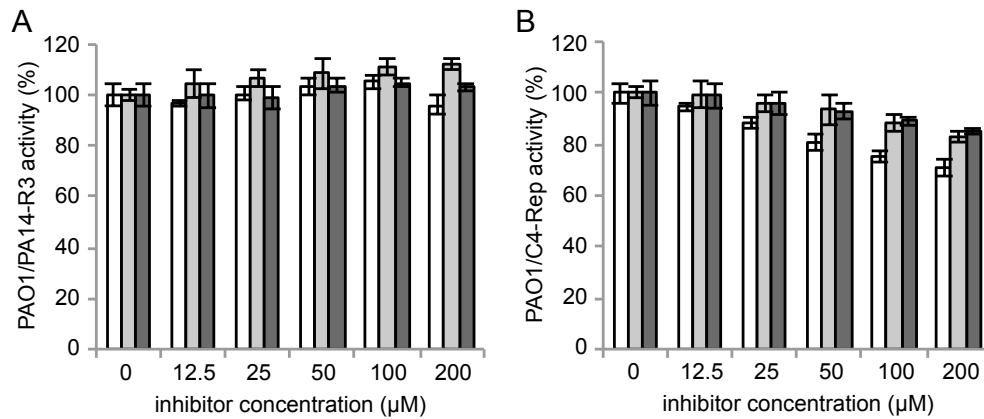 A
PAO1/PA14-R3 activity (%)
120
100
80
60
40
20
0
0 12.5 25 50 100 200
inhibitor concentration (µM)
B
PAO1/C4-Rep activity (%)
120
100
80
60
40
20
0
0 12.5 25 50 100 200
inhibitor concentration (µM)